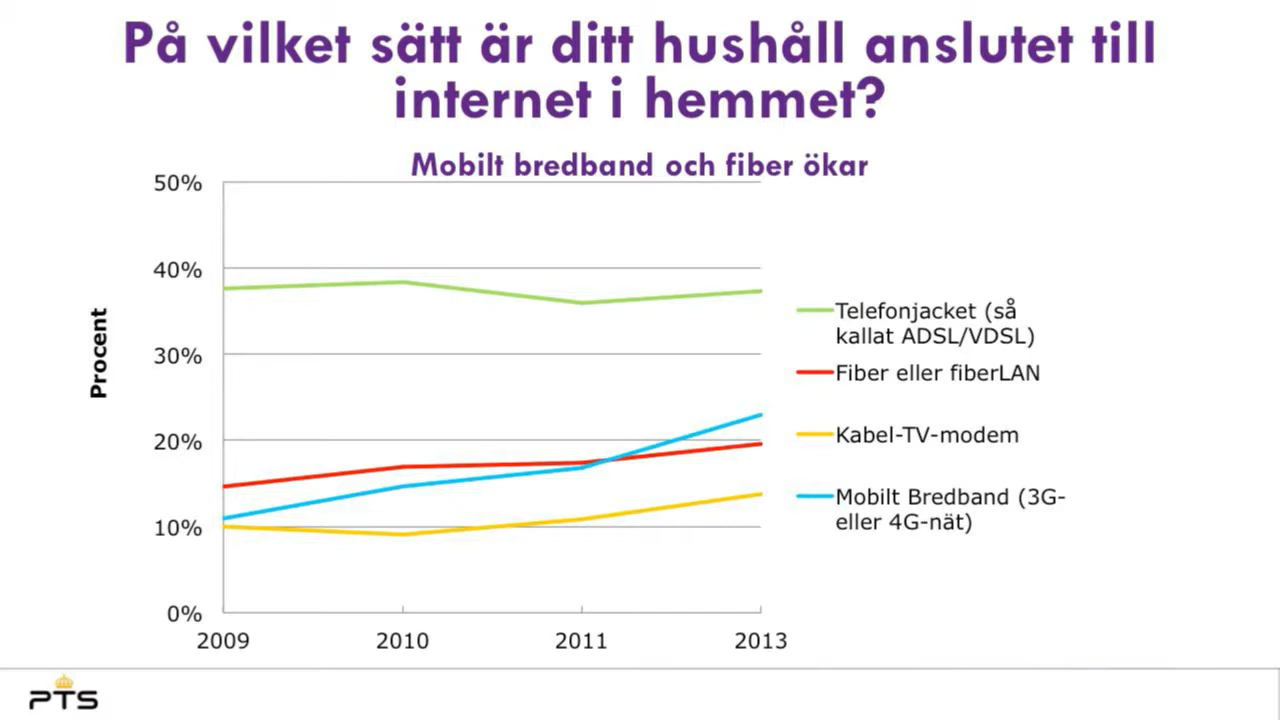 På vilket sätt är ditt hushåll anslutet till
internet i hemmet?
Mobilt bredband och fiber ökar
50%
40%
30%
20%
10%
0%
Procent
2009
2010
2011
2013
Telefonjacket (så
kallat ADSL/VDSL)
Fiber eller fiberLAN
Kabel-TV-modem
Mobilt Bredband (3G-
eller 4G-nät)
PTS